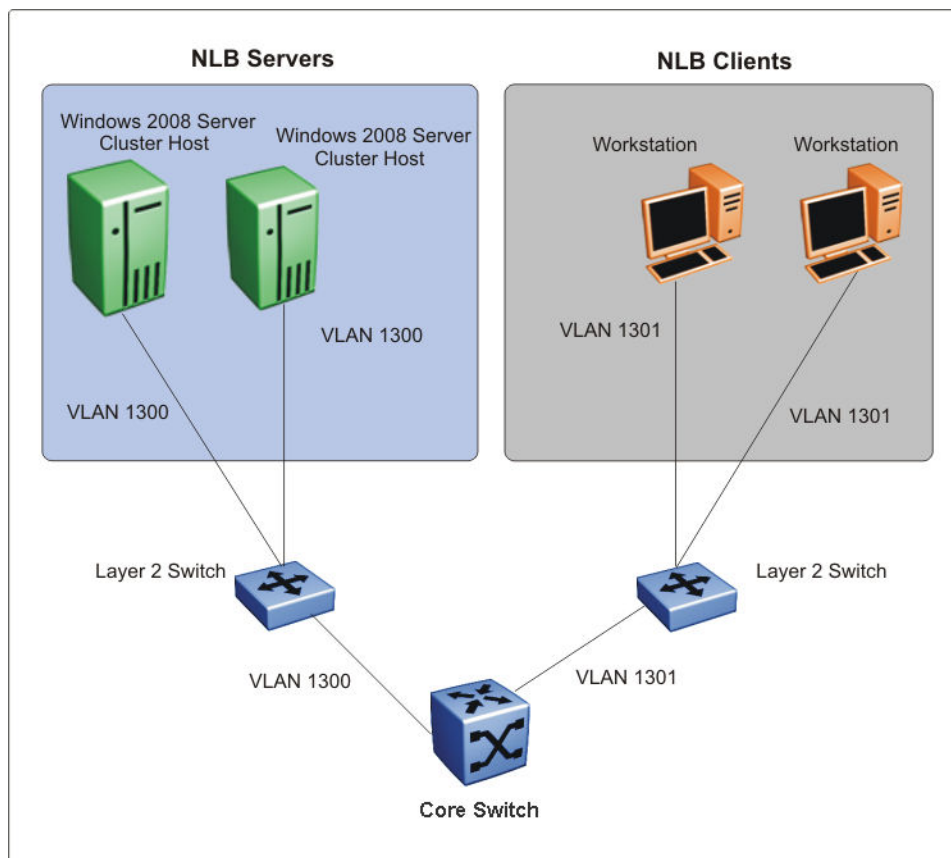 NLB Servers
NLB Clients
Windows 2008 Server
Cluster Host
Windows 2008 Server
Cluster Host
Workstation
Workstation
VLAN 1300
VLAN 1301
VLAN 1300
VLAN 1301
Layer 2 Switch
Layer 2 Switch
VLAN 1300
VLAN 1301
Core Switch